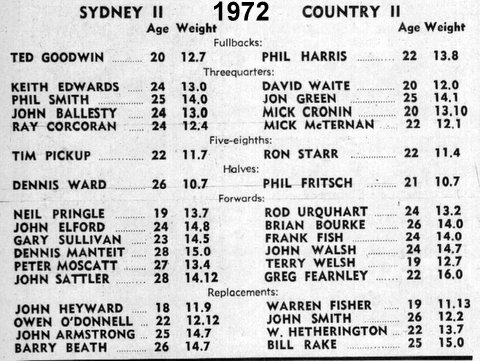 SYDNEY II 1972 COUNTRY II
Age Weight Age Weight
Fullbacks:
TED GOODWIN ........ 20 12.7 PHIL HARRIS ........ 22 13.8
Threequarters:
KEITH EDWARDS ...... 24 13.0 DAVID WAITE ........ 20 12.0
PHIL SMITH ........ 25 14.0 JON GREEN ........ 25 14.1
JOHN BALLESTY ...... 24 13.0 MICK CRONIN ...... 20 13.10
RAY CORCORAN ...... 24 12.4 MICK McTERNAN ...... 22 12.1
Five-eighths:
TIM PICKUP ........ 22 11.7 RON STARR ........ 22 11.4
Halves:
DENNIS WARD ........ 26 10.7 PHIL FRITSCH ........ 21 10.7
Forwards:
NEIL PRINGLE ........ 19 13.7 ROD URQUHART ...... 24 13.2
JOHN ELFORD ........ 24 14.8 BRIAN BOURKE ...... 26 14.0
GARY SULLIVAN ...... 23 14.5 FRANK FISH ........ 24 14.0
DENNIS MANTEIT ...... 28 15.0 JOHN WALSH ........ 24 14.7
PETER MOSCATT ...... 27 13.4 TERRY WELSH ...... 19 12.7
JOHN SATTLER ........ 28 14.12 GREG FEARNLEY ...... 22 16.0
Replacements:
JOHN HEYWARD ...... 18 11.9 WARREN FISHER ...... 19 11.13
OWEN O'DONNELL ...... 22 12.12 JOHN SMITH ........ 26 12.2
JOHN ARMSTRONG ...... 25 14.7 W. HETHERINGTON ...... 22 13.7
BARRY BEATH ........ 26 14.7 BILL RAKE ........ 25 15.0